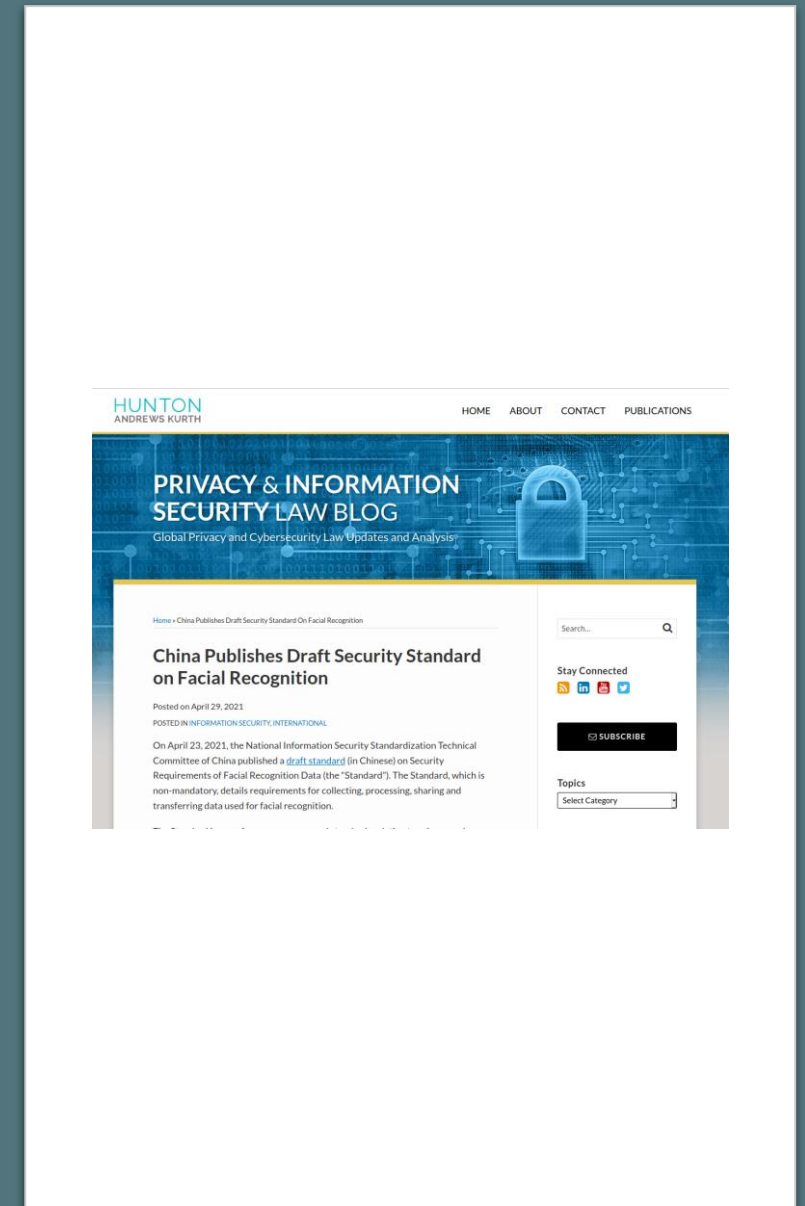 HUNTON
ANDREWS KURTH
HOME ABOUT CONTACT PUBLICATIONS
PRIVACY & INFORMATION
SECURITY LAW BLOG
Global Privacy and Cybersecurity Law Updates and Analysis
Home » China Publishes Draft Security Standard On Facial Recognition
China Publishes Draft Security Standard
on Facial Recognition
Posted on April 29, 2021
POSTED IN INFORMATION SECURITY, INTERNATIONAL
On April 23, 2021, the National Information Security Standardization Technical
Committee of China published a draft standard (in Chinese) on Security
Requirements of Facial Recognition Data (the "Standard"). The Standard, which is
non-mandatory, details requirements for collecting, processing, sharing and
transferring data used for facial recognition.
Search...
Stay Connected
SUBSCRIBE
Topics
Select Category